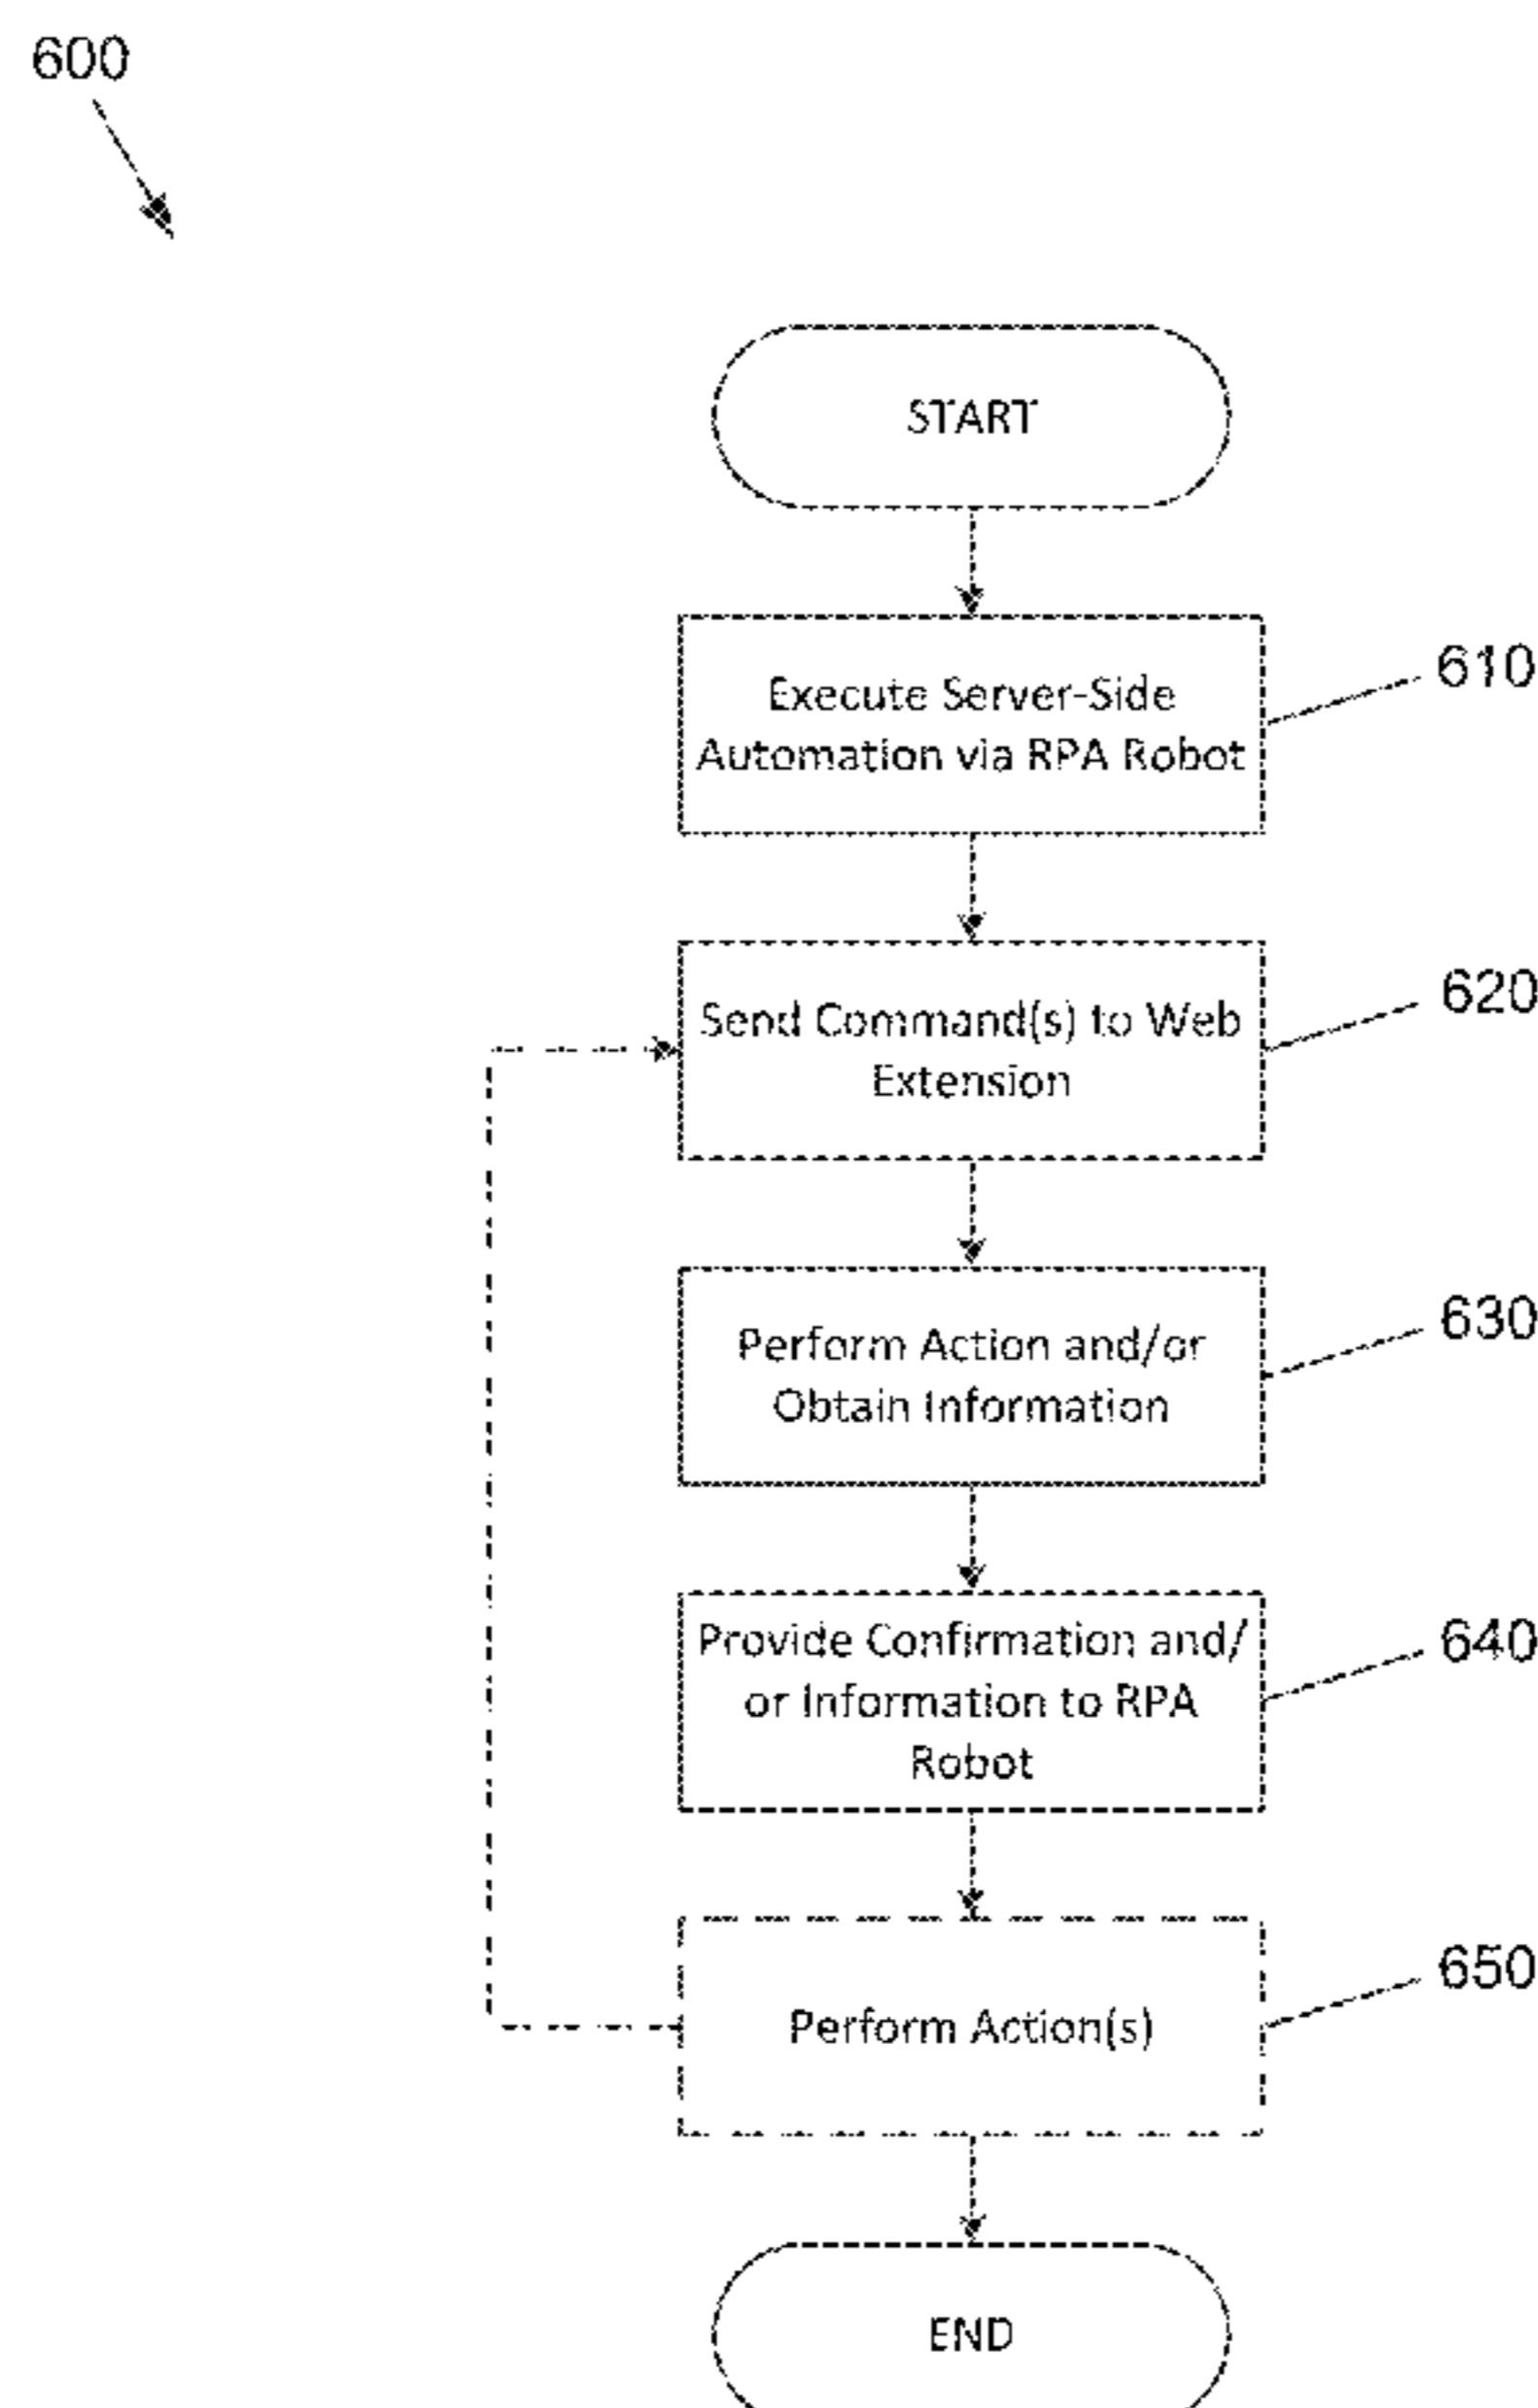 600
START
Execute Server-Side
Automation via RPA Robot
610
Send Command(s) to Web
Extension
620
Perform Action and/or
Obtain Information
630
Provide Confirmation and/
or Information to RPA
Robot
640
Perform Action(s)
650
END